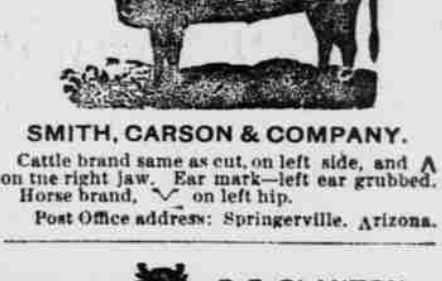 SMITH, CARSON & COMPANY.
Cattle brand same as cut, on left side, and Λ
on tne right jaw. Ear mark—left ear grubbed.
Horse brand, on left hip.
Post Office address: Springerville. Arizona.